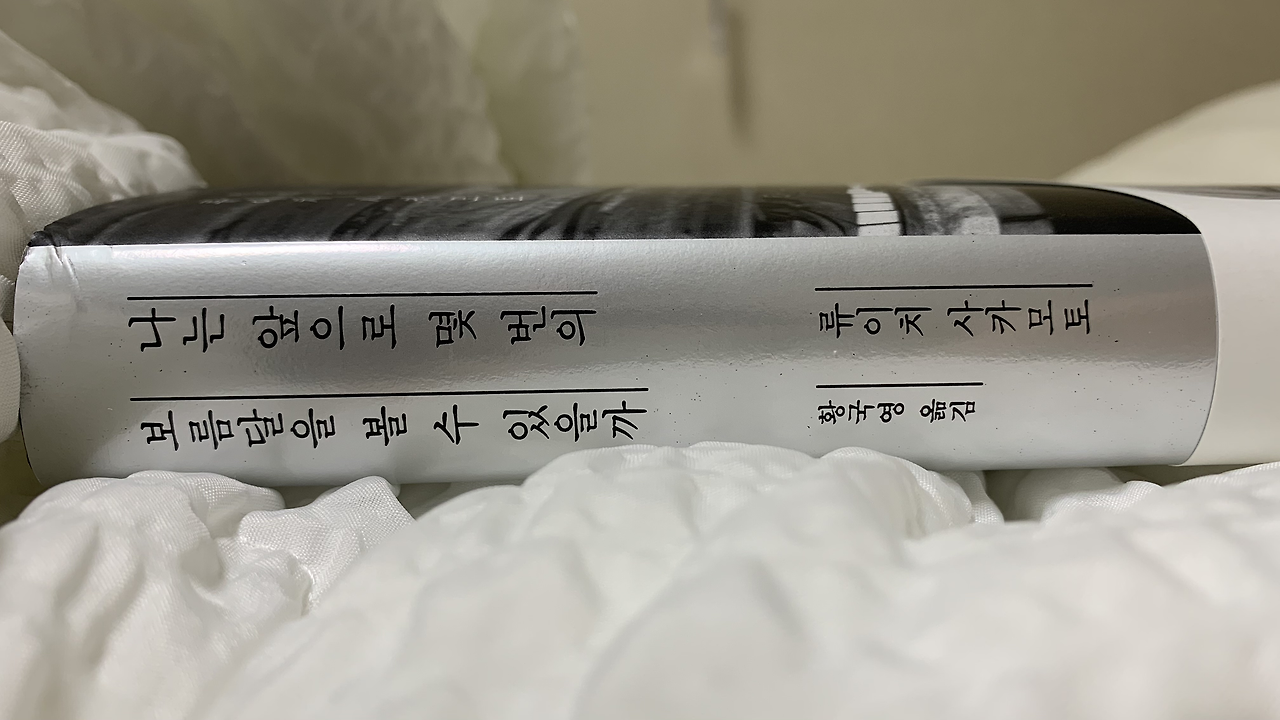 나는 앞으로 몇 번의
보름달을 볼 수 있을까
류이치 사카모토
황국영 옮김